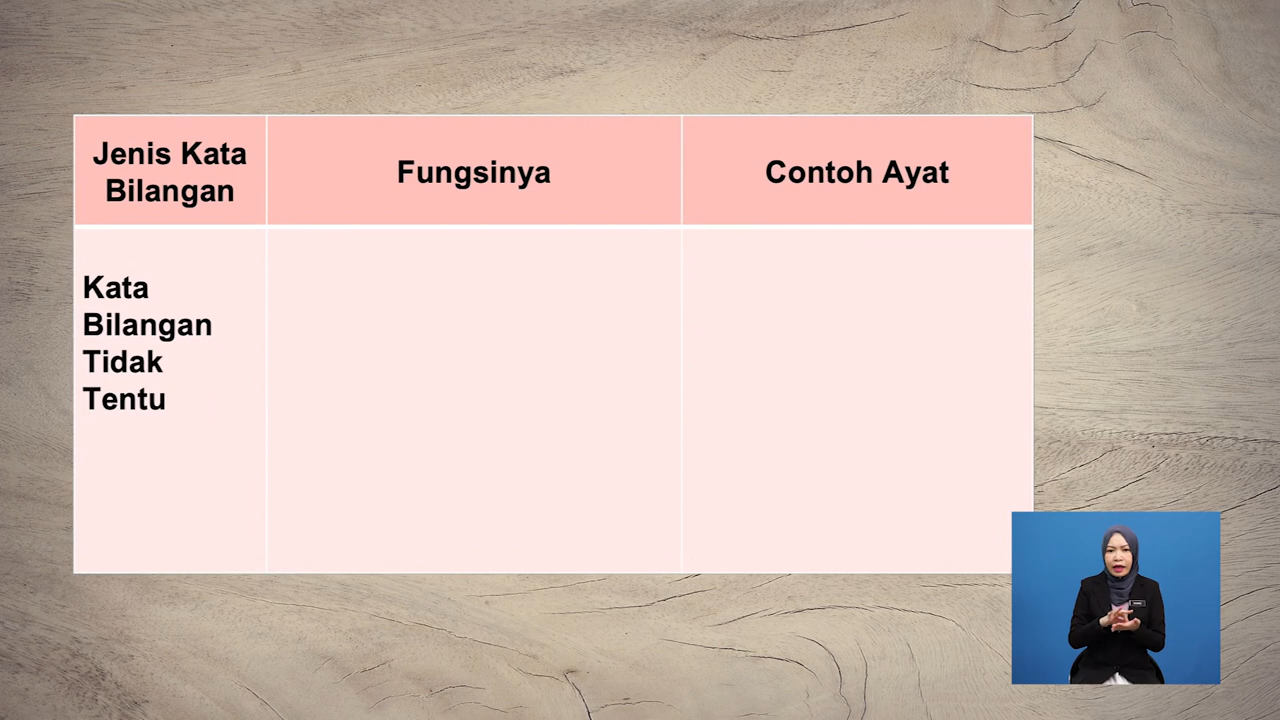 Jenis Kata
Bilangan
Fungsinya
Contoh Ayat
Kata
Bilangan
Tidak
Tentu